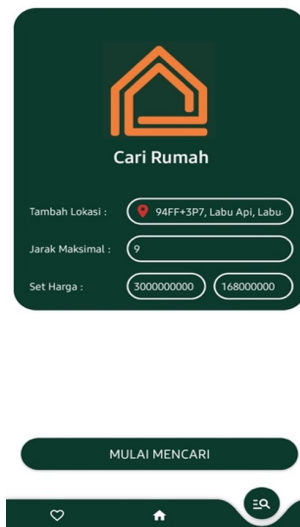 Cari Rumah
Tambah Lokasi : 94FF+3P7, Labu Api, Labu
Jarak Maksimal : 9
Set Harga : 3000000000 168000000
MULAI MENCARI